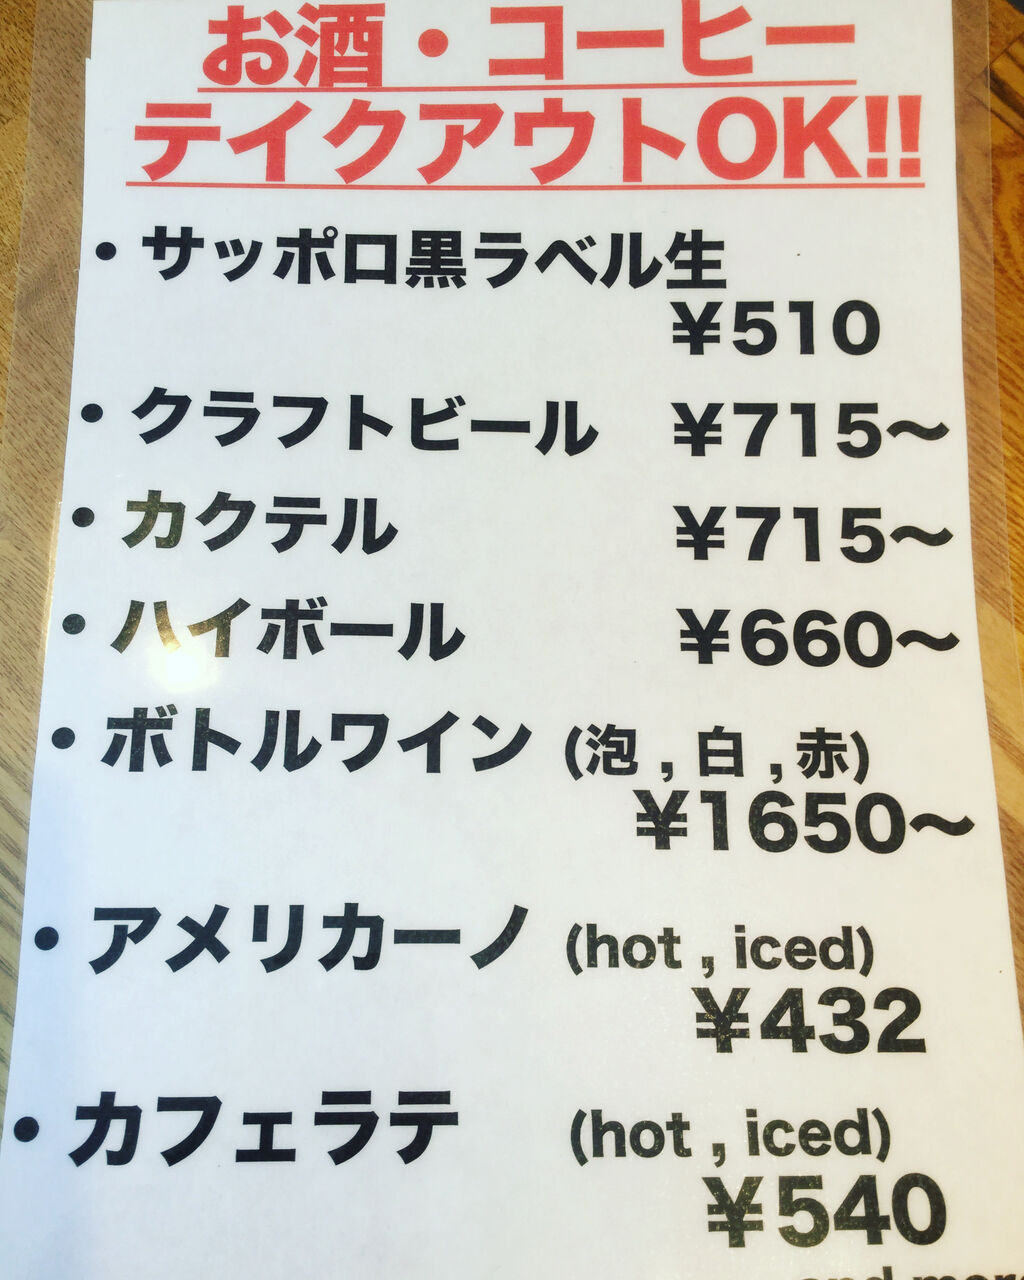 お酒・コーヒー
テイクアウトOK!!
・サッポロ黒ラベル生
¥510
・クラフトビール ¥715〜
・カクテル ¥715〜
・ハイボール ¥660〜
・ボトルワイン (泡 , 白 , 赤)
¥1650〜
・アメリカーノ (hot , iced)
¥432
・カフェラテ (hot , iced)
¥540